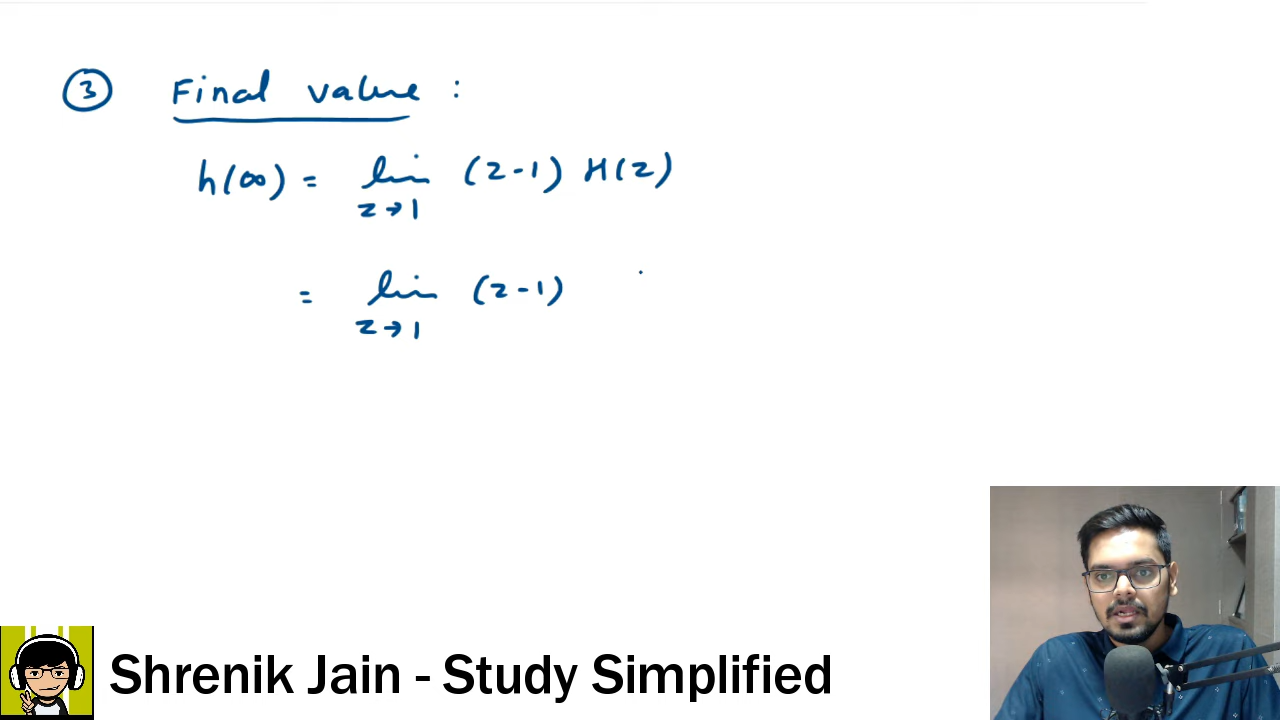 ③ Final value :
h(∞) = lim (z-1) H(z)
z→1
= lim (z-1)
z→1
Shrenik Jain - Study Simplified